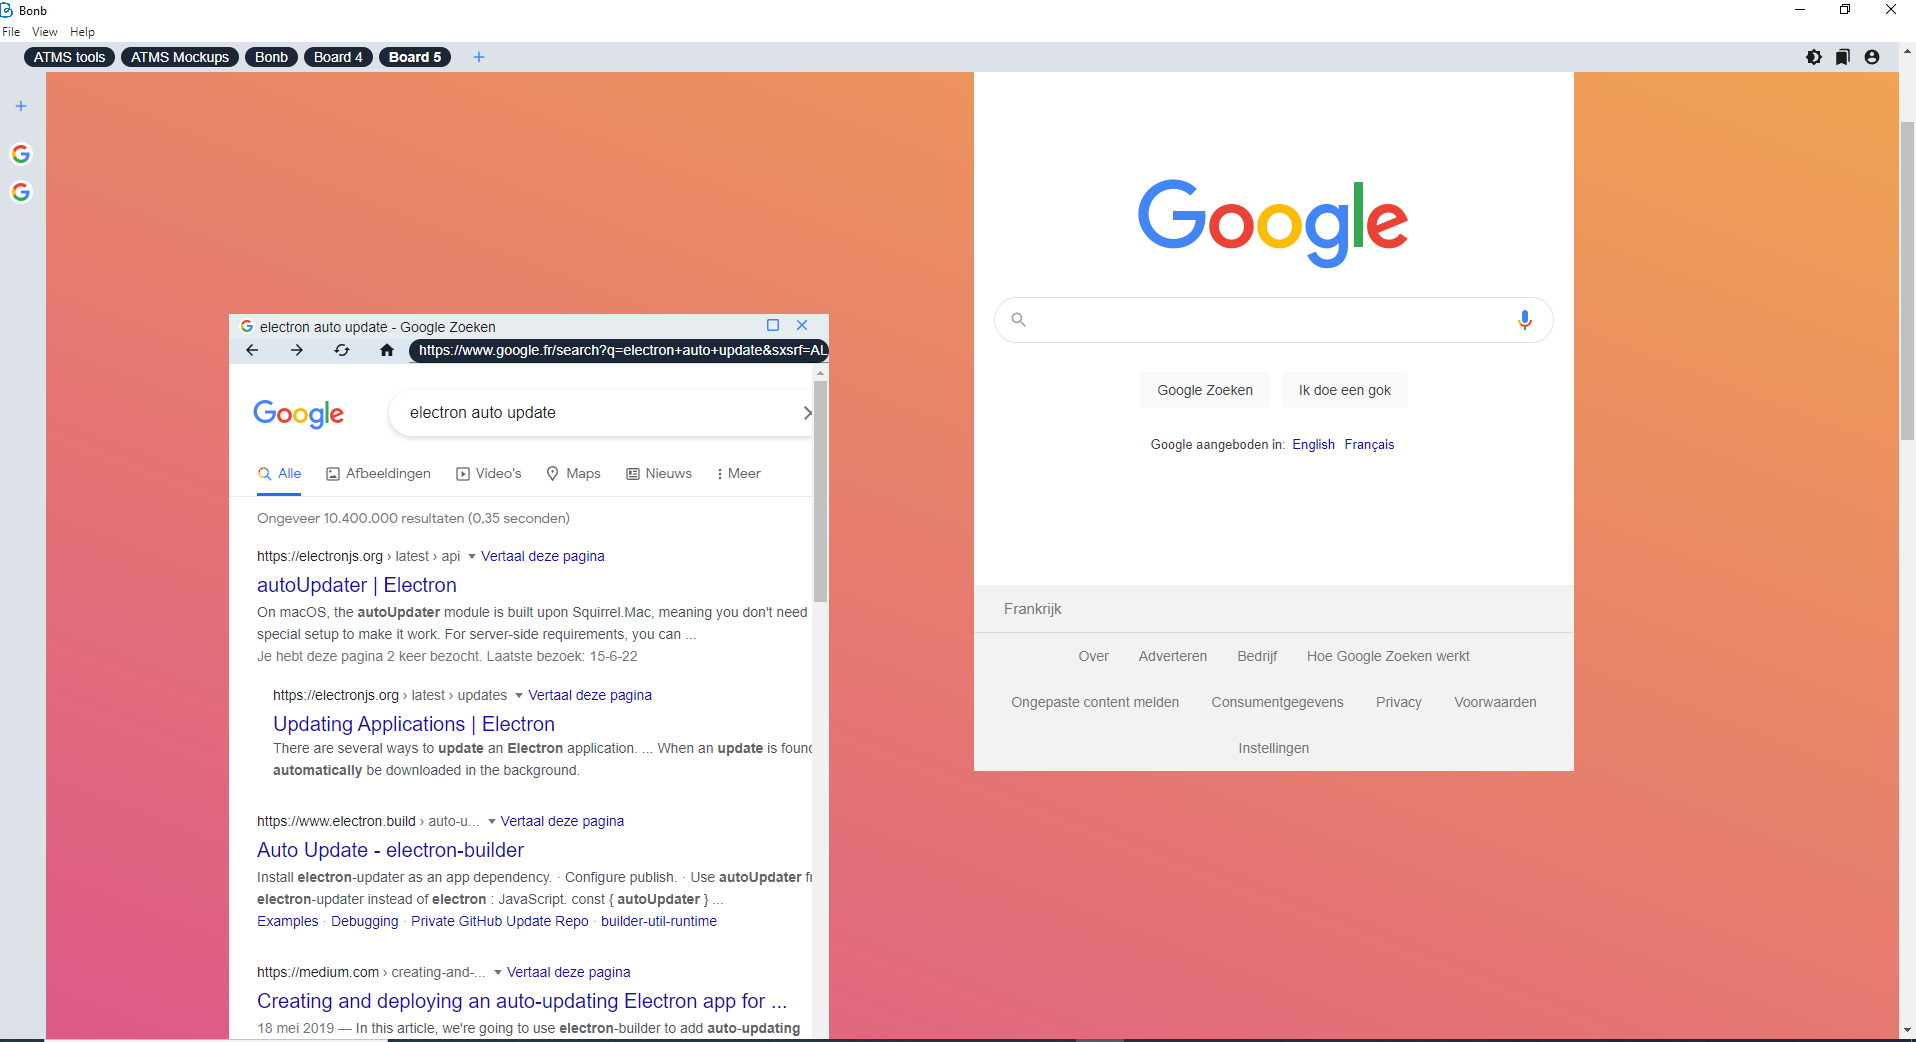 Bonb
File View Help
ATMS tools ATMS Mockups Bonb Board 4 Board 5
electron auto update - Google Zoeken
https://www.google.fr/search?q=electron+auto+update&sxsrf=AL
Google
electron auto update
Alle Afbeeldingen Video's Maps Nieuws Meer
Ongeveer 10.400.000 resultaten (0,35 seconden)
https://electronjs.org › latest › api Vertaal deze pagina
autoUpdater | Electron
On macOS, the autoUpdater module is built upon Squirrel.Mac, meaning you don't need
special setup to make it work. For server-side requirements, you can ...
Je hebt deze pagina 2 keer bezocht. Laatste bezoek: 15-6-22
https://electronjs.org › latest › updates Vertaal deze pagina
Updating Applications | Electron
There are several ways to update an Electron application. ... When an update is found
automatically be downloaded in the background.
https://www.electron.build › auto-u... Vertaal deze pagina
Auto Update - electron-builder
Install electron-updater as an app dependency. · Configure publish. · Use autoUpdater
electron-updater instead of electron : JavaScript. const { autoUpdater } ...
Examples · Debugging · Private GitHub Update Repo · builder-util-runtime
https://medium.com › creating-and-... Vertaal deze pagina
Creating and deploying an auto-updating Electron app for ...
18 mei 2019 — In this article, we're going to use electron-builder to add auto-updating
Google
Google Zoeken Ik doe een gok
Google aangeboden in: English Français
Frankrijk
Over Adverteren Bedrijf Hoe Google Zoeken werkt
Ongepaste content melden Consumentgegevens Privacy Voorwaarden
Instellingen